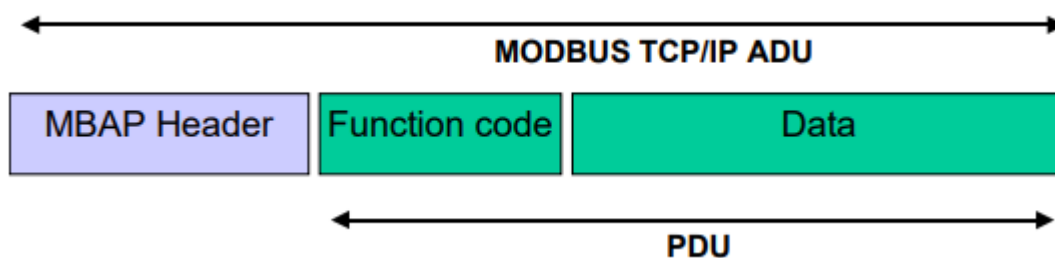 MODBUS TCP/IP ADU
MBAP Header Function code Data
PDU